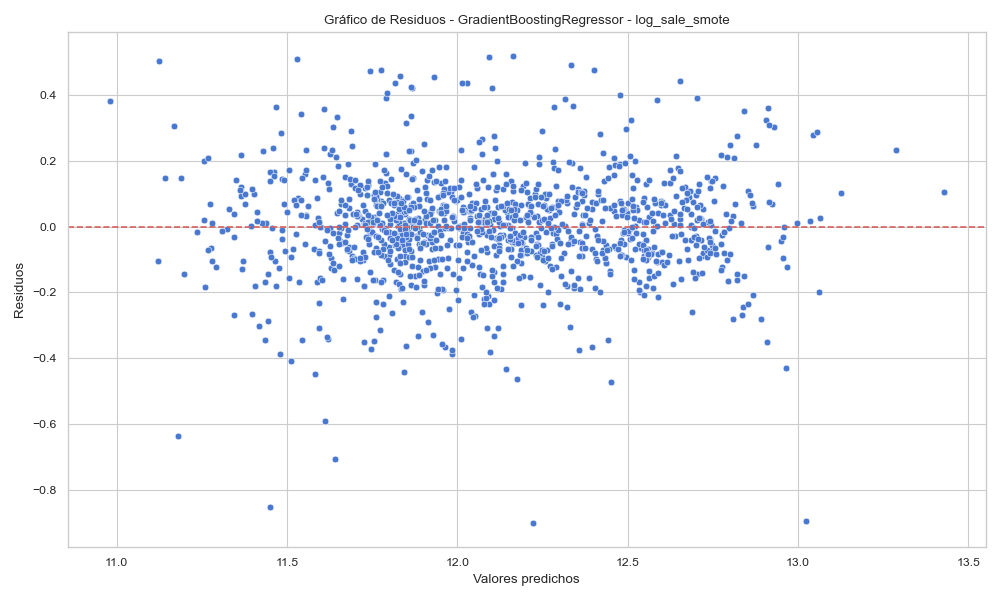 Gráfico de Residuos - GradientBoostingRegressor - log_sale_smote
Residuos
0.4
0.2
0.0
−0.2
−0.4
−0.6
−0.8
11.0 11.5 12.0 12.5 13.0 13.5
Valores predichos